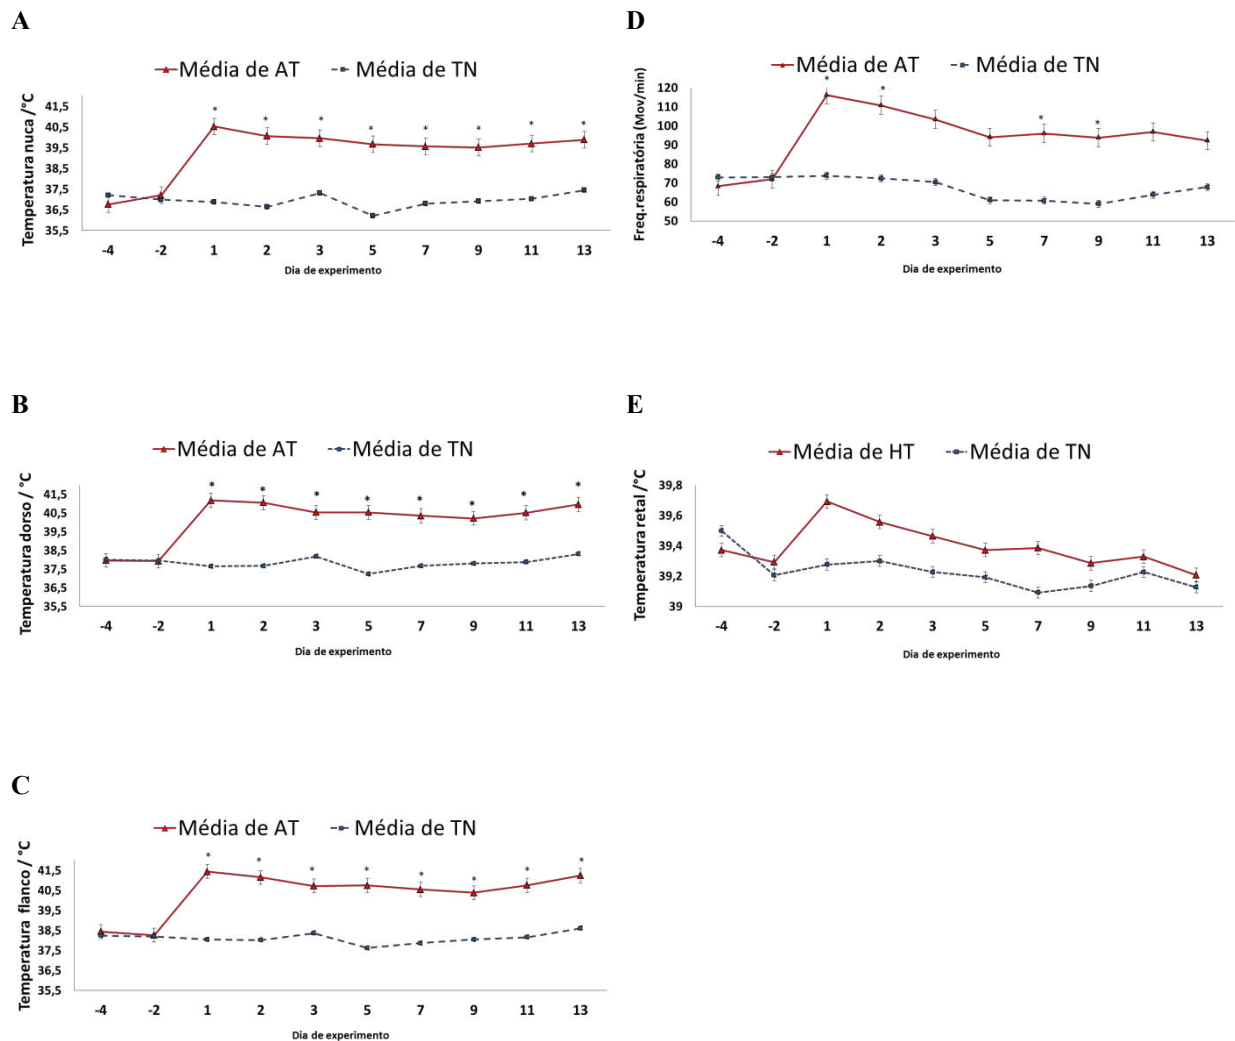 A
Média de AT Média de TN
Temperatura nuca /°C
41,5
40,5
39,5
37,5
36,5
35,5
* * * * * * * *
-4 -2 1 2 3 5 7 9 11 13
Dia de experimento
B
Média de AT Média de TN
Temperatura dorso / °C
41,5
40,5
39,5
38,5
37,5
36,5
35,5
* * * * * * * *
-4 -2 1 2 3 5 7 9 11 13
Dia de experimento
C
Média de AT Média de TN
Temperatura flanco / °C
41,5
40,5
39,5
38,5
37,5
36,5
35,5
* * * * * * * *
-4 -2 1 2 3 5 7 9 11 13
Dia de experimento
D
Média de AT Média de TN
Freq.respiratória (Mov/min)
120
110
100
90
80
70
60
50
* * * *
-4 -2 1 2 3 5 7 9 11 13
Dia de experimento
E
Média de HT Média de TN
Temperatura retal /°C
39,8
39,6
39,4
39,2
39
-4 -2 1 2 3 5 7 9 11 13
Dia de experimento